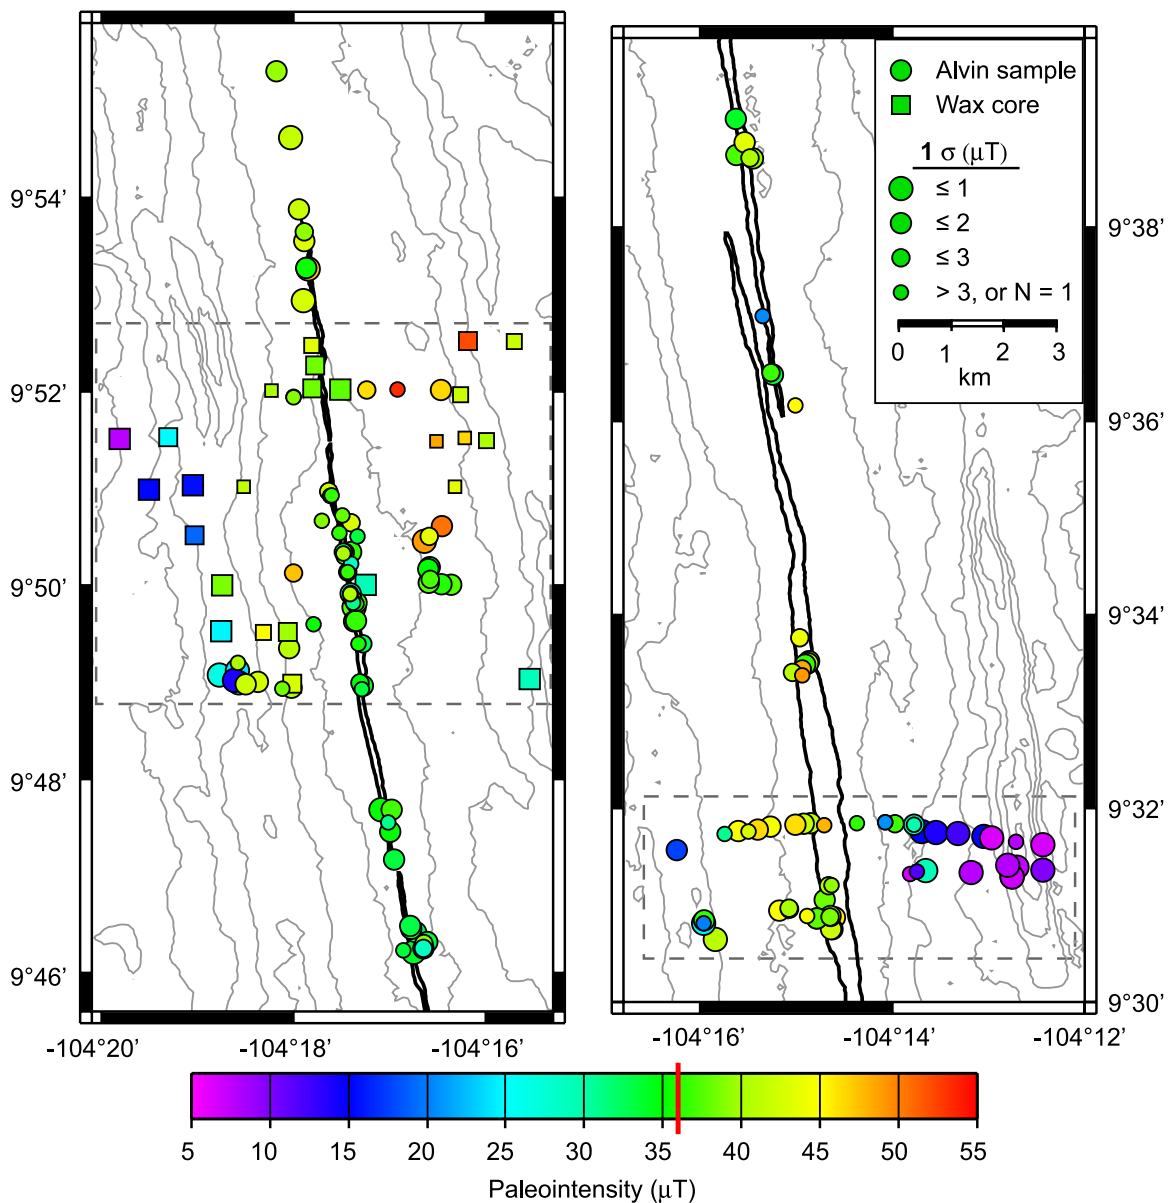 Alvin sample
Wax core
1 σ (μT)
≤ 1
≤ 2
≤ 3
> 3, or N = 1
0 1 2 3
km
9°54’
9°52’
9°50’
9°48’
9°46’
-104°20’ -104°18’ -104°16’
9°38’
9°36’
9°34’
9°32’
9°30’
-104°16’ -104°14’ -104°12’
5 10 15 20 25 30 35 40 45 50 55
Paleointensity (μT)